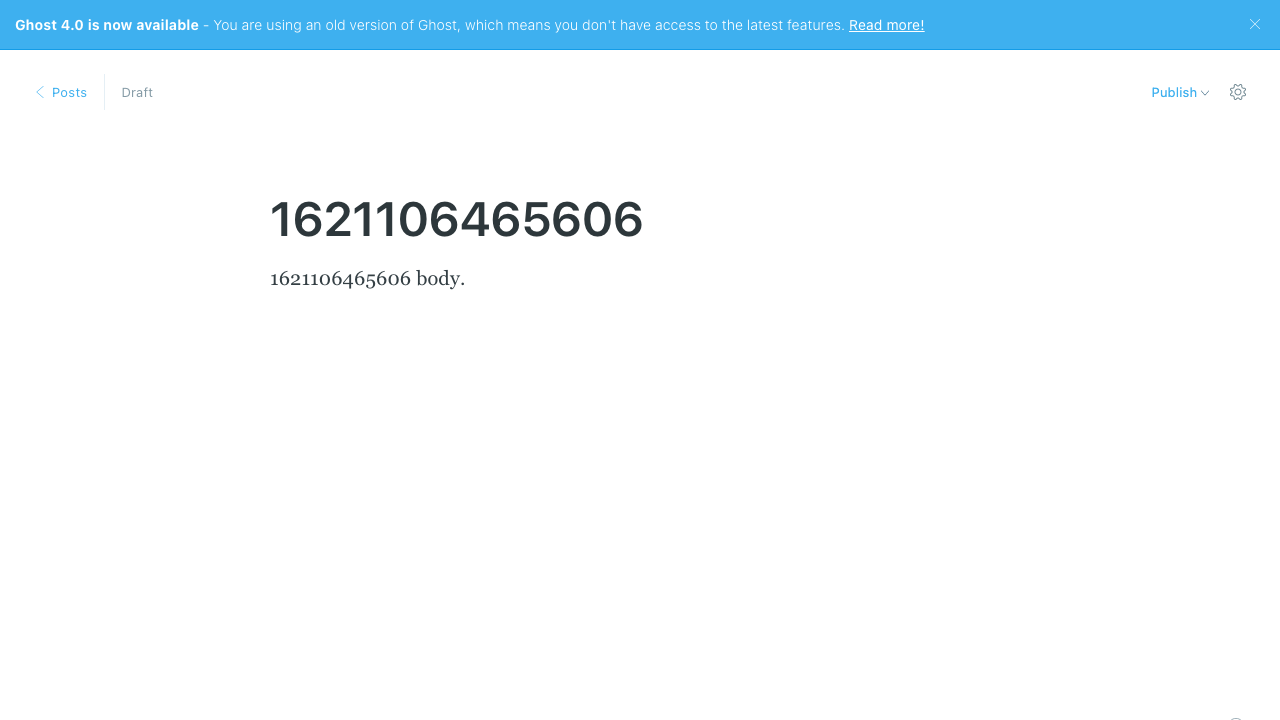 Ghost 4.0 is now available - You are using an old version of Ghost, which means you don't have access to the latest features. Read more!
Posts
Draft
Publish
1621106465606
1621106465606 body.